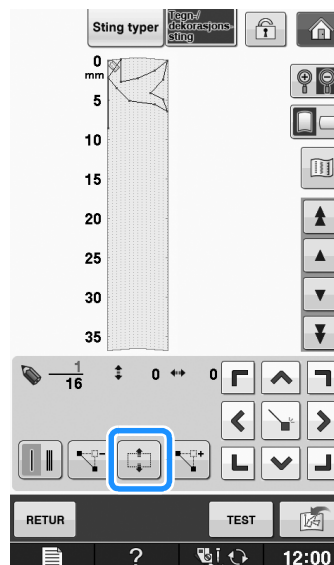 Sting typer
Tegn-/
dekorasjons-
sting
0
mm
5
10
15
20
25
30
35
1
16
0
0
RETUR
TEST
?
12:00